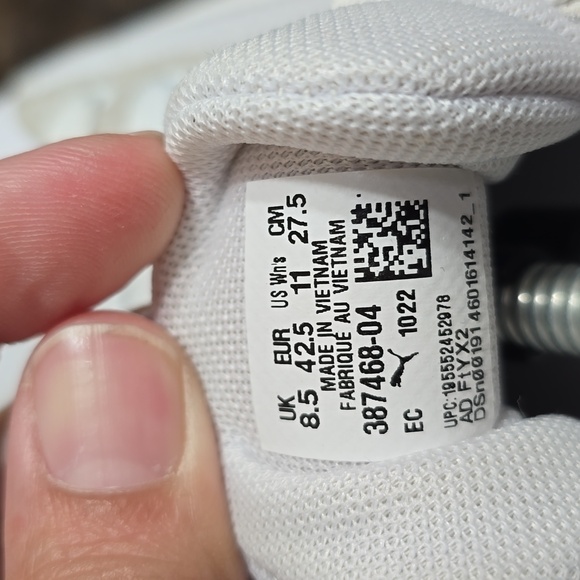 UK EUR US Wn's CM
8.5 42.5 11 27.5
MADE IN VIETNAM
FABRIQUE AU VIETNAM
387468-04
EC 1022
UPC:195552452978
AD FtYX2
DSn00191 4601614142_1